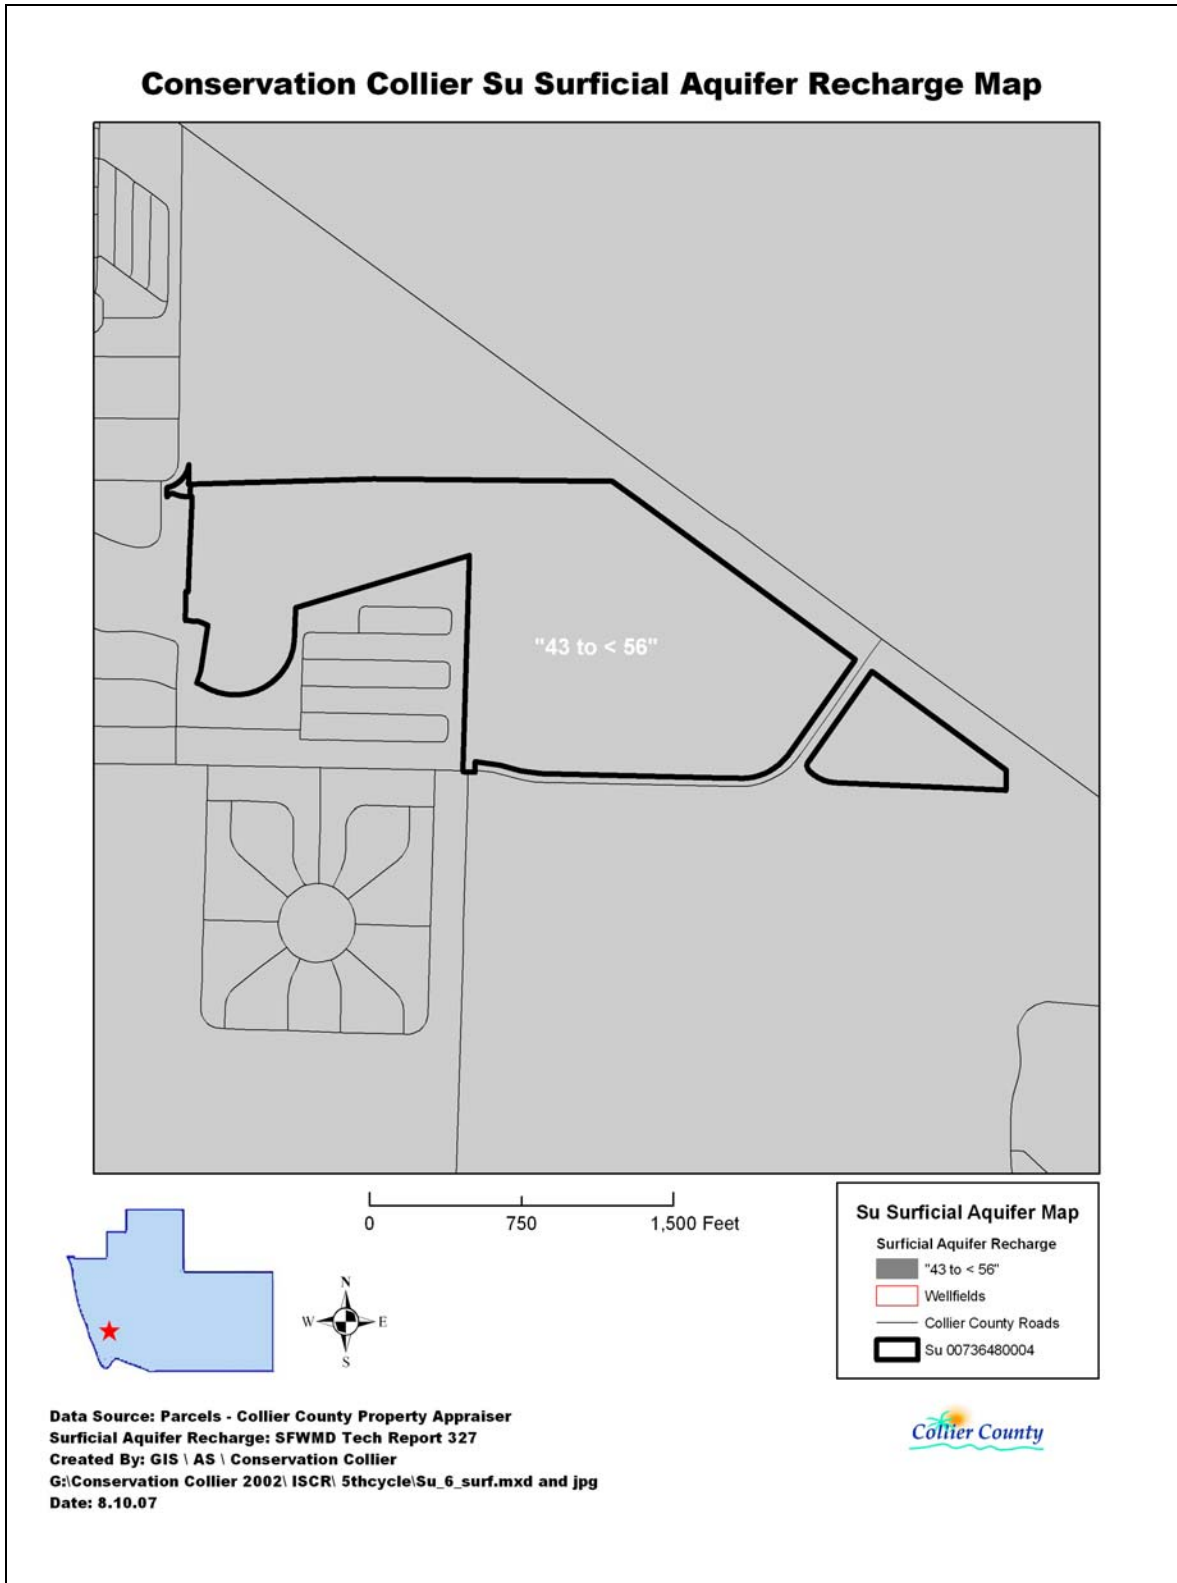 Conservation Collier Su Surficial Aquifer Recharge Map
"43 to < 56"
0 750 1,500 Feet
N
W E
S
Su Surficial Aquifer Map
Surficial Aquifer Recharge
"43 to < 56"
Wellfields
Collier County Roads
Su 00736480004
Data Source: Parcels - Collier County Property Appraiser
Surficial Aquifer Recharge: SFWMD Tech Report 327
Created By: GIS \ AS \ Conservation Collier
G:\Conservation Collier 2002\ ISCR\ 5thcycle\Su_6_surf.mxd and jpg
Date: 8.10.07
Collier County